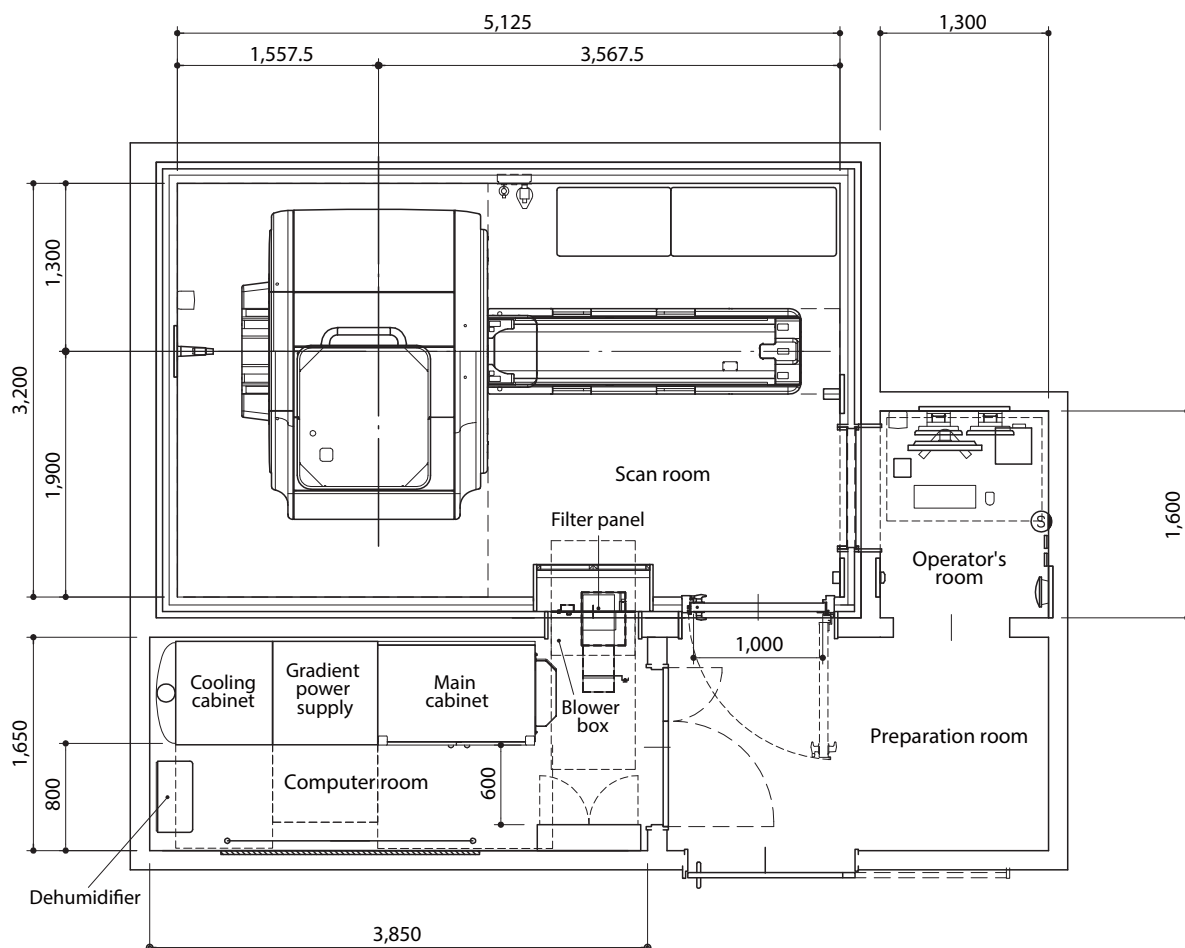 5,125
1,300
1,557.5
3,567.5
1,300
3,200
1,900
Scan room
Filter panel
1,600
Operator's
room
1,000
Cooling
cabinet
Gradient
power
supply
Main
cabinet
Blower
box
Preparation room
1,650
800
Computer room
600
Dehumidifier
3,850